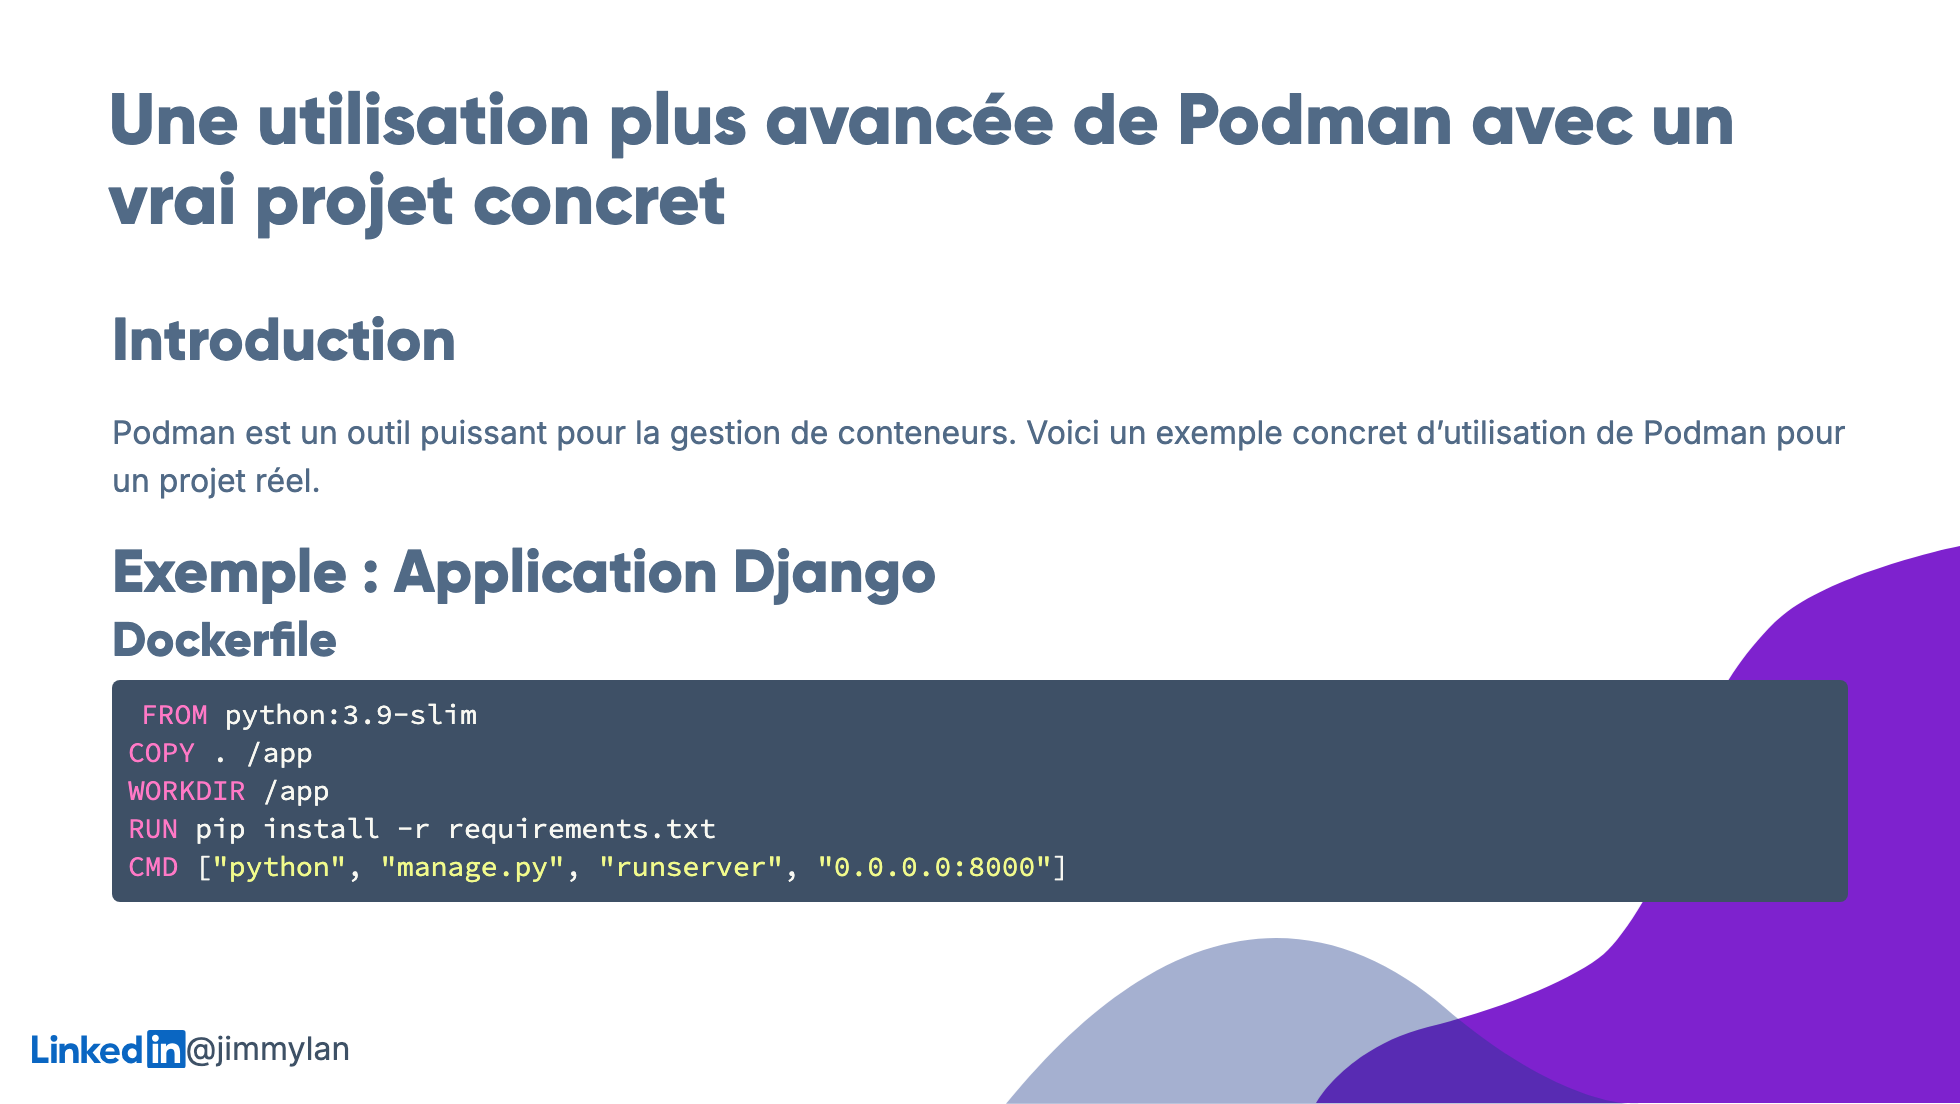 Une utilisation plus avancée de Podman avec un
vrai projet concret
Introduction
Podman est un outil puissant pour la gestion de conteneurs. Voici un exemple concret d’utilisation de Podman pour
un projet réel.
Exemple : Application Django
Dockerfile
FROM python:3.9-slim
COPY . /app
WORKDIR /app
RUN pip install -r requirements.txt
CMD ["python", "manage.py", "runserver", "0.0.0.0:8000"]
LinkedIn@jimmylan